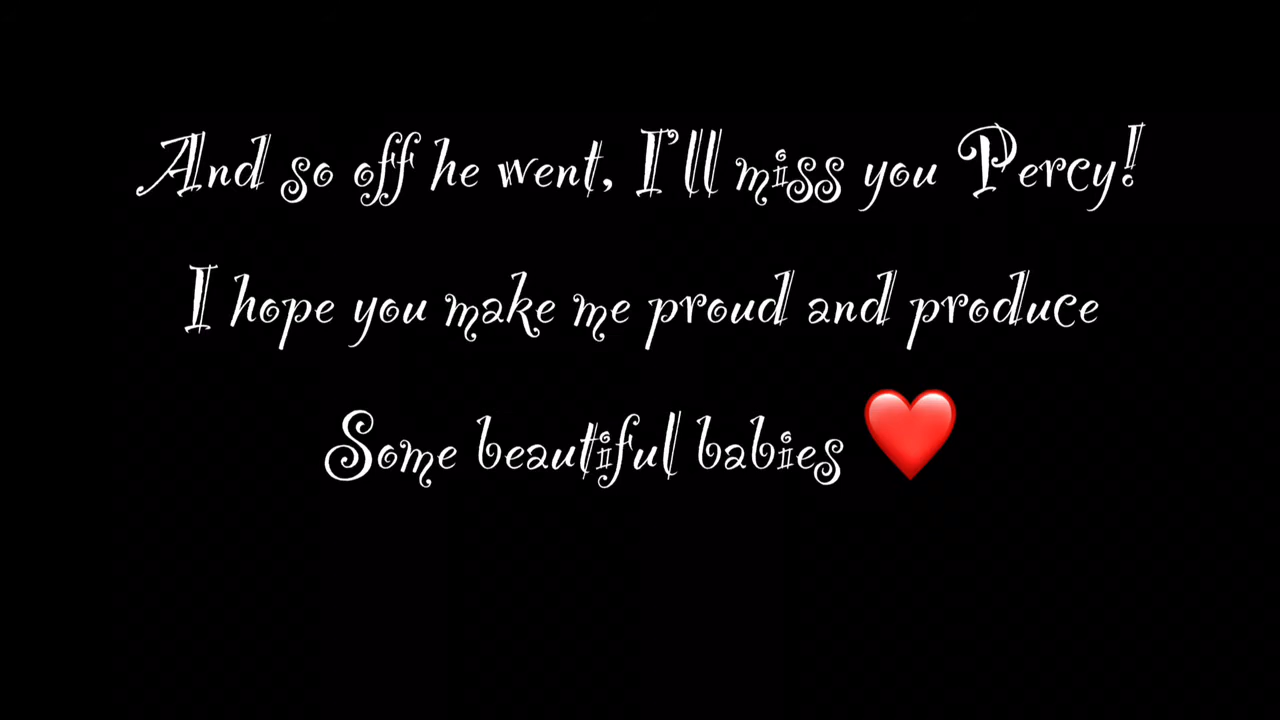 And so off he went, I'll miss you Percy!
I hope you make me proud and produce
Some beautiful babies ❤️